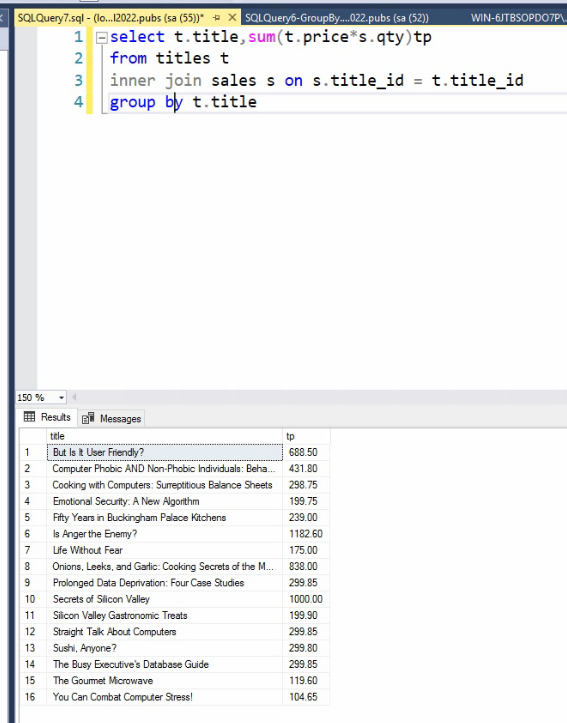 SQLQuery7.sql - (lo...l2022.pubs (sa (55))* SQLQuery6-GroupBy....022.pubs (sa (52)) WIN-6JTBSOPDO7P\..
1 select t.title,sum(t.price*s.qty)tp
2 from titles t
3 inner join sales s on s.title_id = t.title_id
4 group by t.title
150 %
Results Messages
title tp
1 But Is It User Friendly? 688.50
2 Computer Phobic AND Non-Phobic Individuals: Beha... 431.80
3 Cooking with Computers: Surreptitious Balance Sheets 298.75
4 Emotional Security: A New Algorithm 199.75
5 Fifty Years in Buckingham Palace Kitchens 239.00
6 Is Anger the Enemy? 1182.60
7 Life Without Fear 175.00
8 Onions, Leeks, and Garlic: Cooking Secrets of the M... 838.00
9 Prolonged Data Deprivation: Four Case Studies 299.85
10 Secrets of Silicon Valley 1000.00
11 Silicon Valley Gastronomic Treats 199.90
12 Straight Talk About Computers 299.85
13 Sushi, Anyone? 299.80
14 The Busy Executive's Database Guide 299.85
15 The Gourmet Microwave 119.60
16 You Can Combat Computer Stress! 104.65